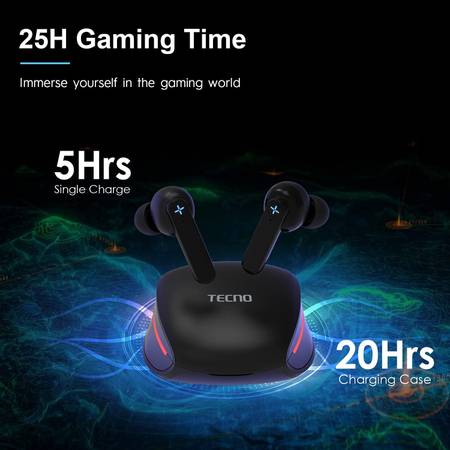 25H Gaming Time
Immerse yourself in the gaming world
5Hrs
Single Charge
TECNO
20Hrs
Charging Case